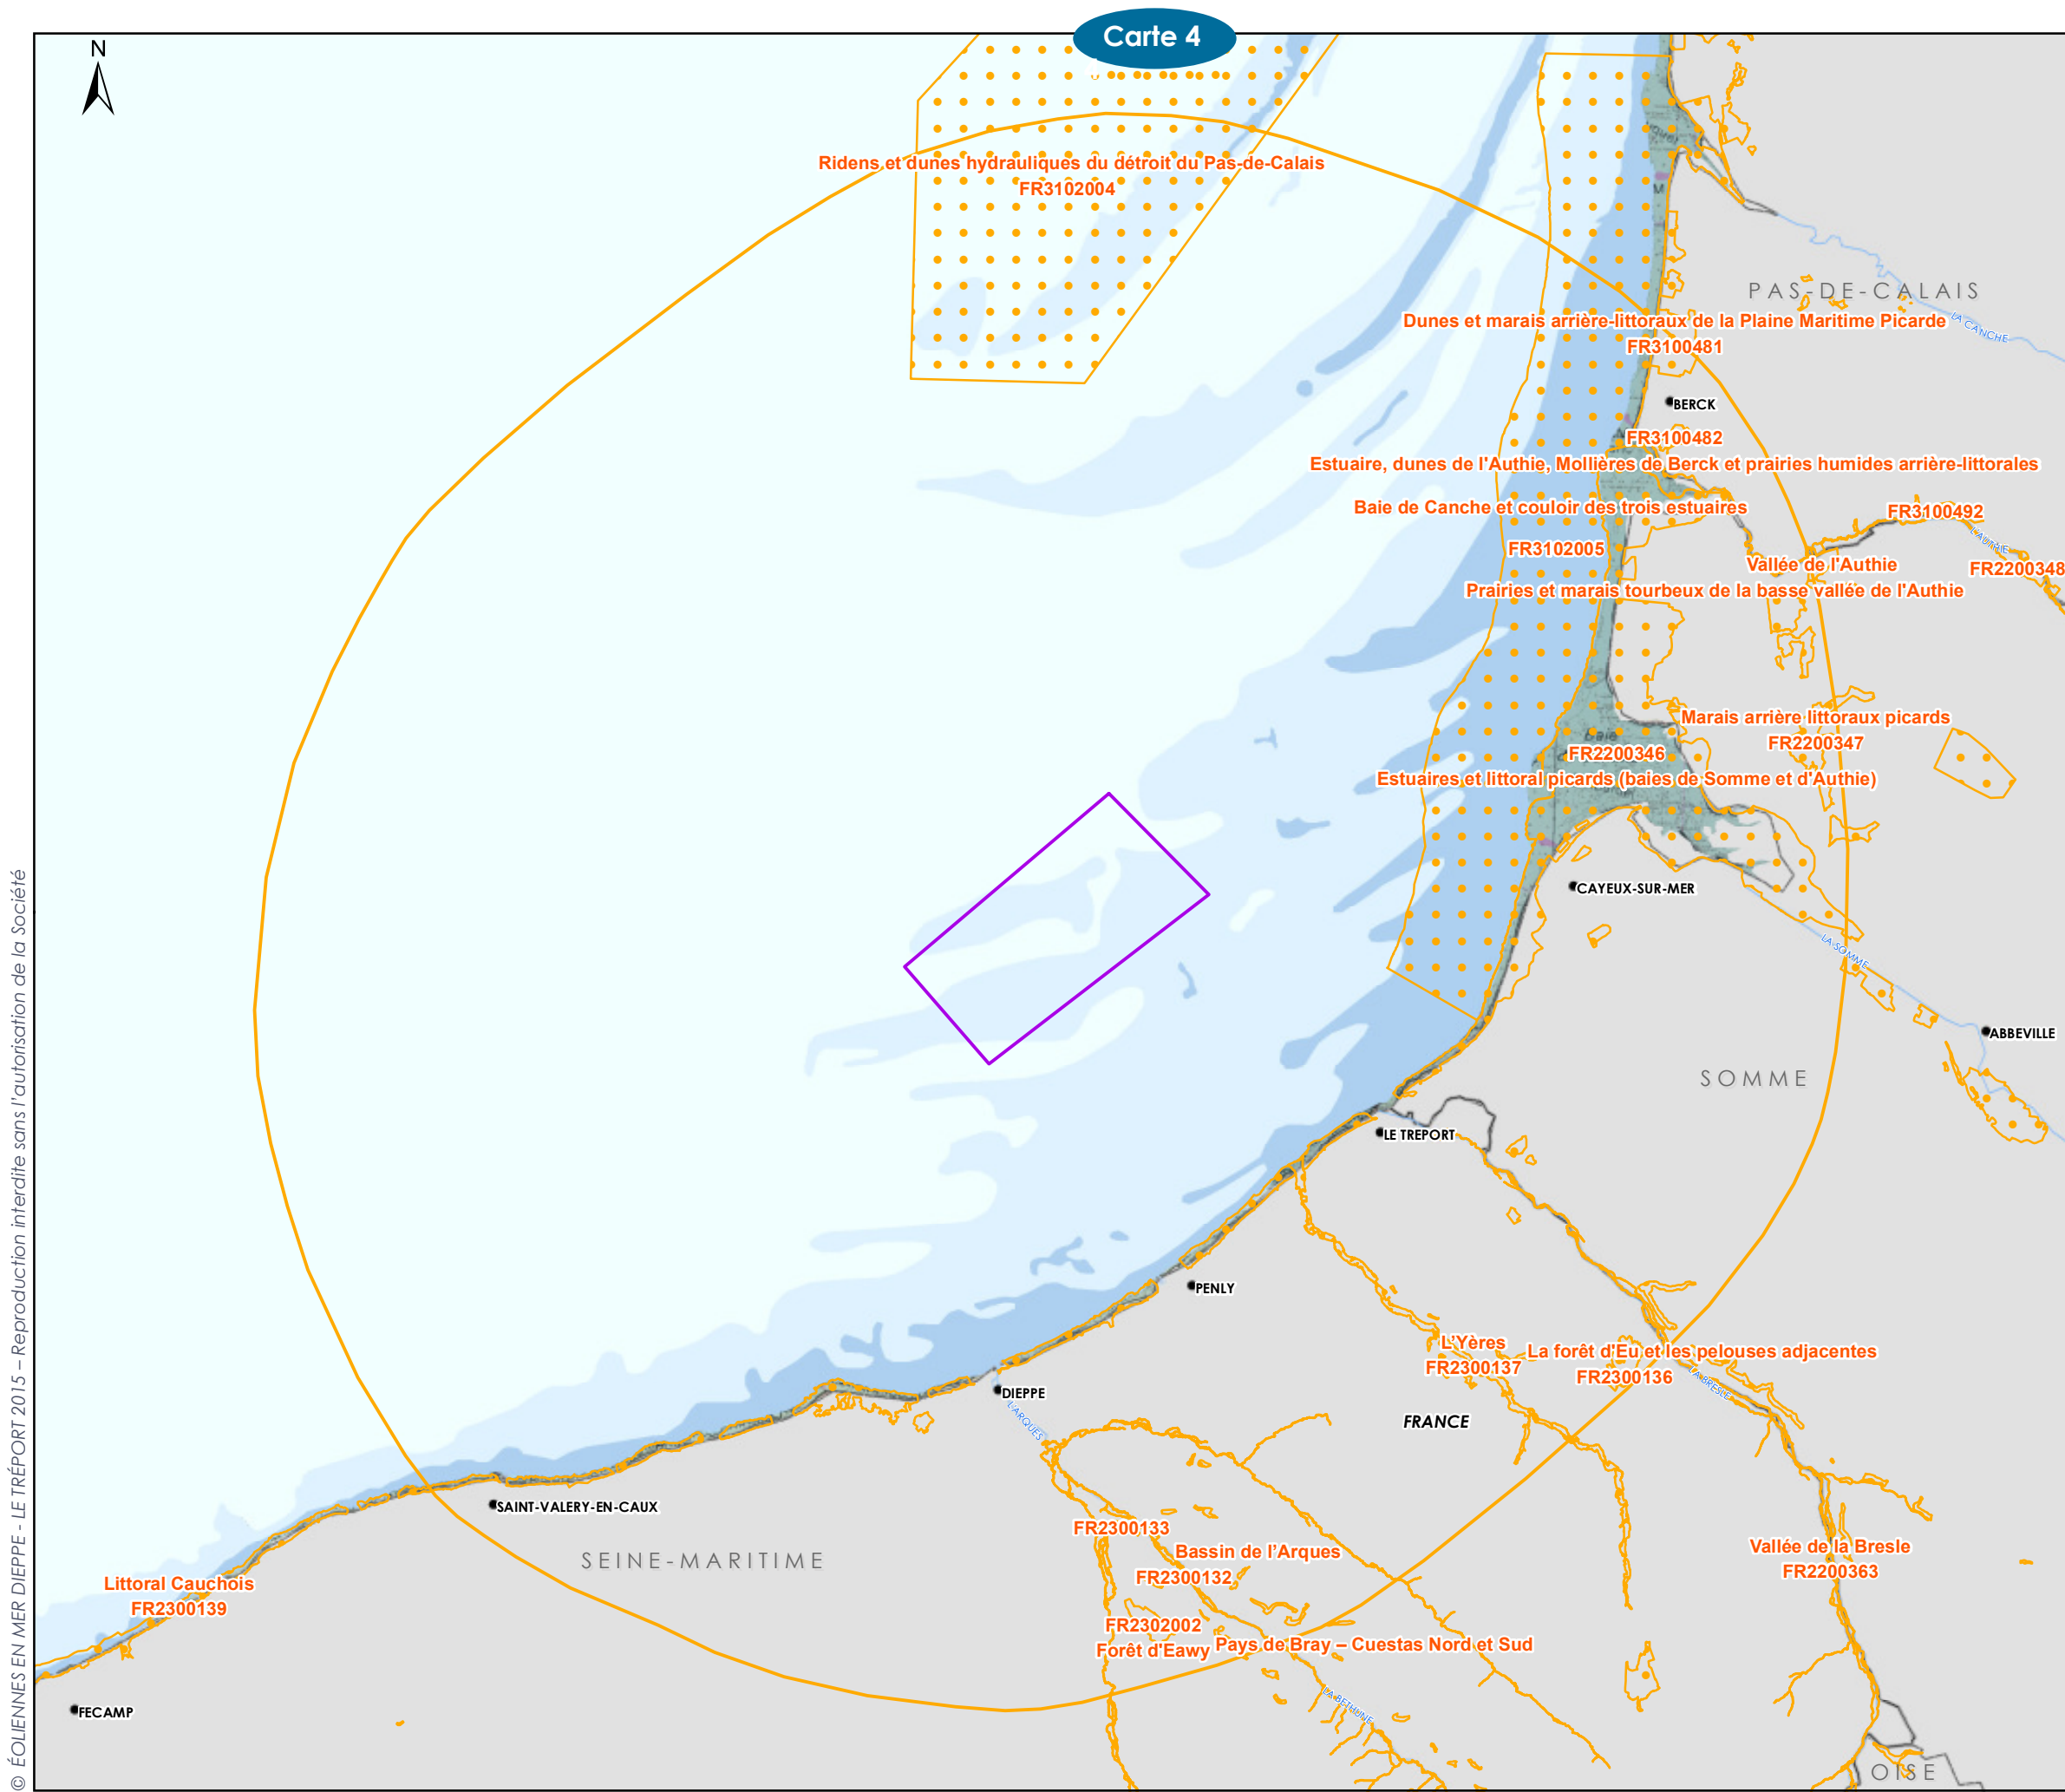 Carte 4
N
Ridens et dunes hydrauliques du détroit du Pas-de-Calais
FR3102004
PAS-DE-CALAIS
LA CANCHE
Dunes et marais arrière-littoraux de la Plaine Maritime Picarde
FR3100481
BERCK
FR3100482
Estuaire, dunes de l'Authie, Mollières de Berck et prairies humides arrière-littorales
Baie de Canche et couloir des trois estuaires
FR3100492
L'AUTHIE
FR3102005
Vallée de l'Authie
FR2200348
Prairies et marais tourbeux de la basse vallée de l'Authie
Marais arrière littoraux picards
FR2200347
Baie
FR2200346
Estuaires et littoral picards (baies de Somme et d'Authie)
CAYEUX-SUR-MER
LA SOMME
ABBEVILLE
SOMME
LE TREPORT
PENLY
L'Yères
FR2300137
La forêt d'Eu et les pelouses adjacentes
FR2300136
LA BRESLE
DIEPPE
L'ARQUES
FRANCE
SAINT-VALERY-EN-CAUX
SEINE-MARITIME
FR2300133
Bassin de l'Arques
FR2300132
Vallée de la Bresle
FR2200363
Littoral Cauchois
FR2300139
FR2302002
Forêt d'Eawy
Pays de Bray – Cuestas Nord et Sud
LA BETHUNE
FECAMP
OISE
© ÉOLIENNES EN MER DIEPPE - LE TRÉPORT 2015 – Reproduction interdite sans l'autorisation de la Société